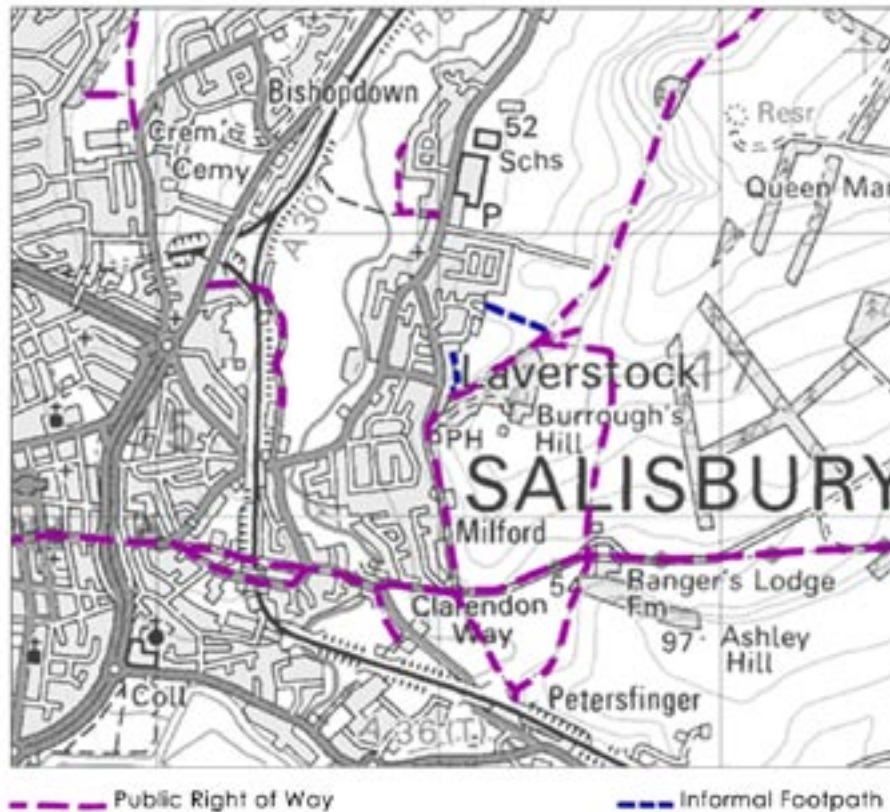 Bishopdown
Crem
Cemy
52
Schs
P
Resr
Queen Ma
A 30
Laverstock
PH
Burrough's
Hill
SALISBURY
Milford
Clarendon
Way
54
Ranger's Lodge
Fm
97
Ashley
Hill
Coll
Petersfinger
A 36 (T)
Public Right of Way
Informal Footpath